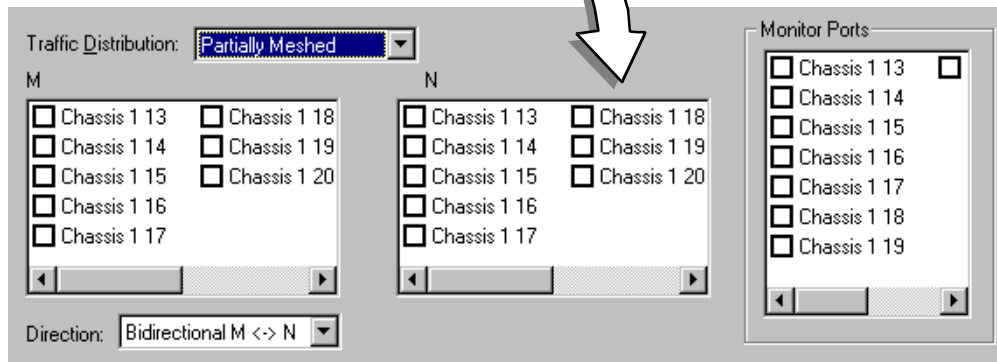 Traffic Distribution: Partially Meshed
M
Chassis 1 13 Chassis 1 18
Chassis 1 14 Chassis 1 19
Chassis 1 15 Chassis 1 20
Chassis 1 16
Chassis 1 17
Direction: Bidirectional M <-> N
N
Chassis 1 13 Chassis 1 18
Chassis 1 14 Chassis 1 19
Chassis 1 15 Chassis 1 20
Chassis 1 16
Chassis 1 17
Monitor Ports
Chassis 1 13
Chassis 1 14
Chassis 1 15
Chassis 1 16
Chassis 1 17
Chassis 1 18
Chassis 1 19